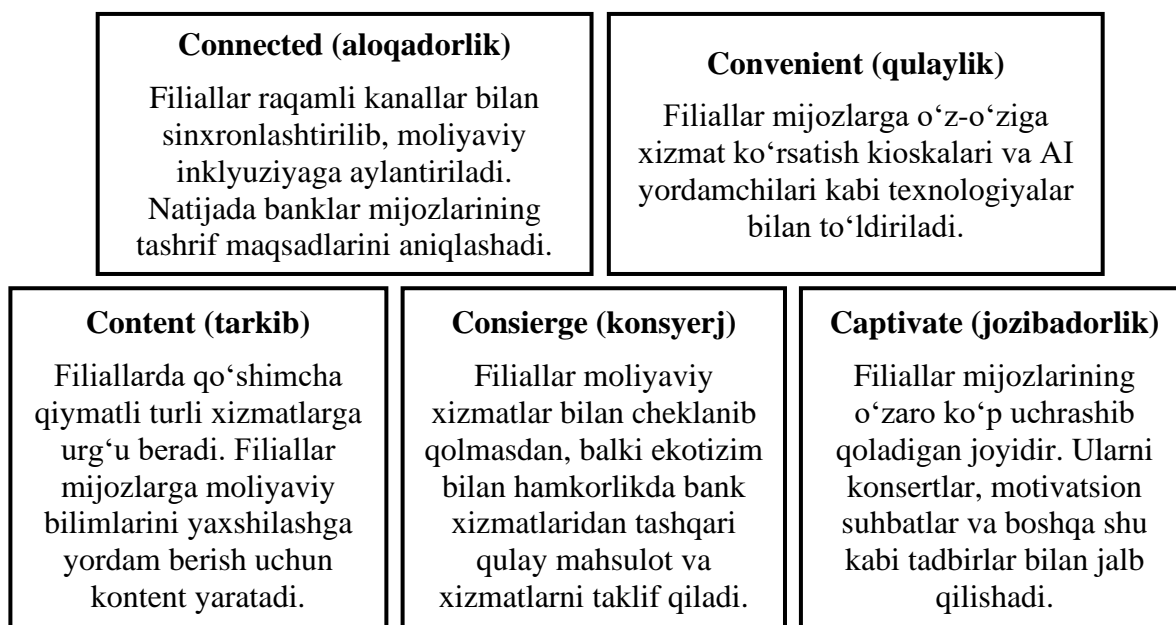 Connected (aloqadorlik)
Filiallar raqamli kanallar bilan
sinxronlashtirilib, moliyaviy
inklyuziyaga aylantiriladi.
Natijada banklar mijozlarining
tashrif maqsadlarini aniqlashadi.
Convenient (qulaylik)
Filiallar mijozlarga o‘z-o‘ziga
xizmat ko‘rsatish kioskalari va AI
yordamchilari kabi texnologiyalar
bilan to‘ldiriladi.
Content (tarkib)
Filiallarda qo‘shimcha
qiymatli turli xizmatlarga
urg‘u beradi. Filiallar
mijozlarga moliyaviy
bilimlarini yaxshilashga
yordam berish uchun
kontent yaratadi.
Consierge (konsyerj)
Filiallar moliyaviy
xizmatlar bilan cheklanib
qolmasdan, balki ekotizim
bilan hamkorlikda bank
xizmatlaridan tashqari
qulay mahsulot va
xizmatlarni taklif qiladi.
Captivate (jozibadorlik)
Filiallar mijozlarining
o‘zaro ko‘p uchrashib
qoladigan joyidir. Ularni
konsertlar, motivatsion
suhbatlar va boshqa shu
kabi tadbirlar bilan jalb
qilishadi.